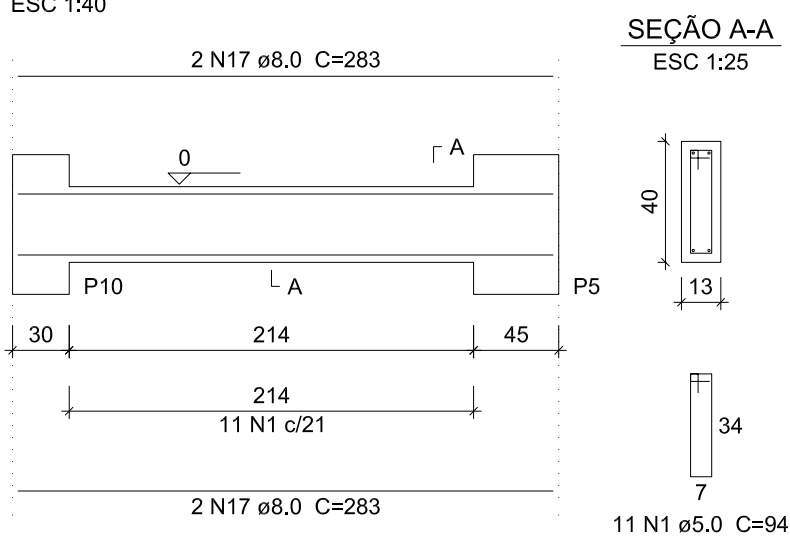 ESC 1:40
SEÇÃO A-A
ESC 1:25
2 N17 ø8.0 C=283
0
A
A
P10
P5
40
13
30
214
45
214
11 N1 c/21
34
7
2 N17 ø8.0 C=283
11 N1 ø5.0 C=94